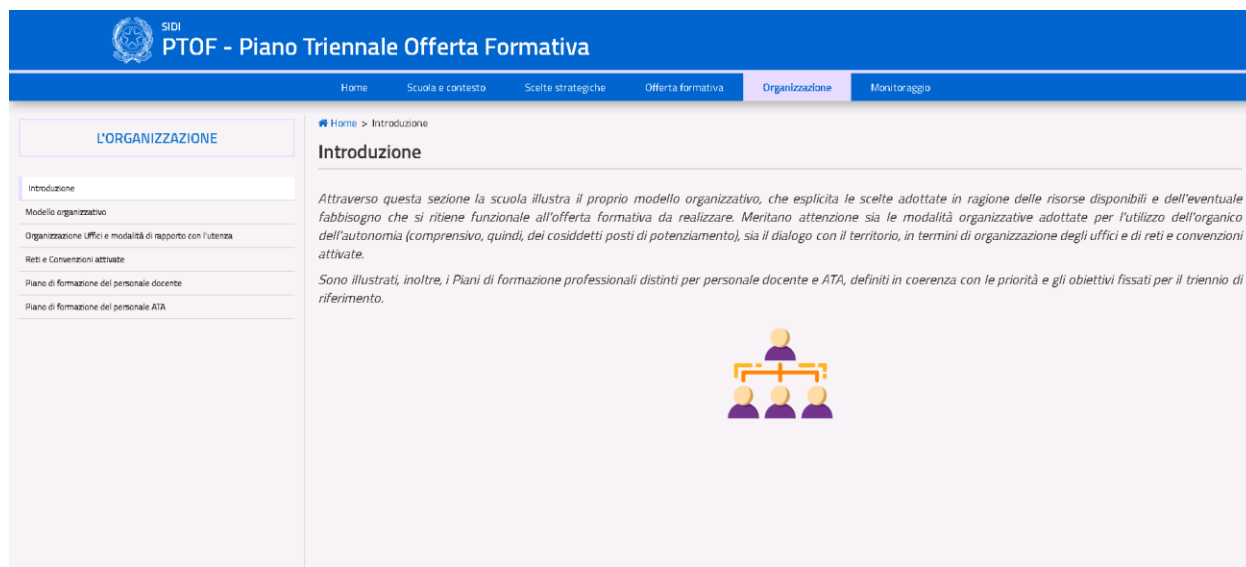 SIDI
PTOF - Piano Triennale Offerta Formativa
Home Scuola e contesto Scelte strategiche Offerta formativa Organizzazione Monitoraggio
L'ORGANIZZAZIONE
Introduzione
Modello organizzativo
Organizzazione Uffici e modalità di rapporto con l'utenza
Reti e Convenzioni attivate
Piano di formazione del personale docente
Piano di formazione del personale ATA
Home > Introduzione
Introduzione
Attraverso questa sezione la scuola illustra il proprio modello organizzativo, che esplicita le scelte adottate in ragione delle risorse disponibili e dell'eventuale
fabbisogno che si ritiene funzionale all'offerta formativa da realizzare. Meritano attenzione sia le modalità organizzative adottate per l'utilizzo dell'organico
dell'autonomia (comprensivo, quindi, dei cosiddetti posti di potenziamento), sia il dialogo con il territorio, in termini di organizzazione degli uffici e di reti e convenzioni
attivate.
Sono illustrati, inoltre, i Piani di formazione professionali distinti per personale docente e ATA, definiti in coerenza con le priorità e gli obiettivi fissati per il triennio di
riferimento.